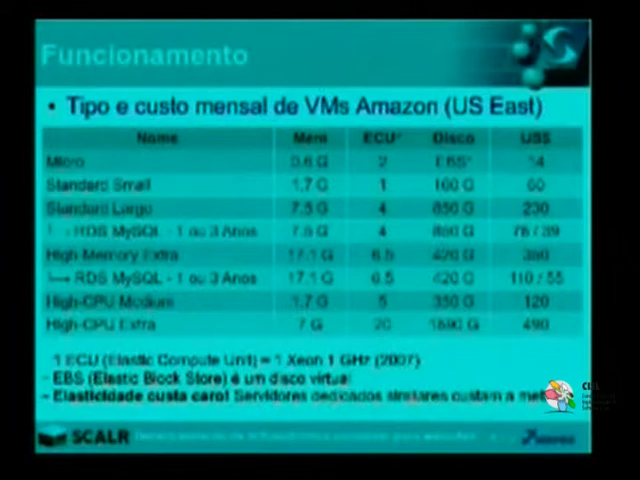 Funcionamento
• Tipo e custo mensal de VMs Amazon (US East)
Nome Mem ECU* Disco US$
Micro 0.6 G 2 EBS* 14
Standard Small 1.7 G 1 160 G 60
Standard Large 7.5 G 4 850 G 230
RDS MySQL - 1 ou 3 Anos 7.5 G 4 850 G
High-Memory Extra 17.1 G 6.5 420 G
RDS MySQL - 1 ou 3 Anos 17.1 G 6.5 420 G 110 / 55
High-CPU Medium 1.7 G 5 350 G 120
High-CPU Extra 7 G 20 1690 G 490
1 ECU (Elastic Compute Unit) = 1 Xeon 1 GHz (2007)
- EBS (Elastic Block Store) é um disco virtual
- Elasticidade custa caro! Servidores dedicados similares custam a
SCALR